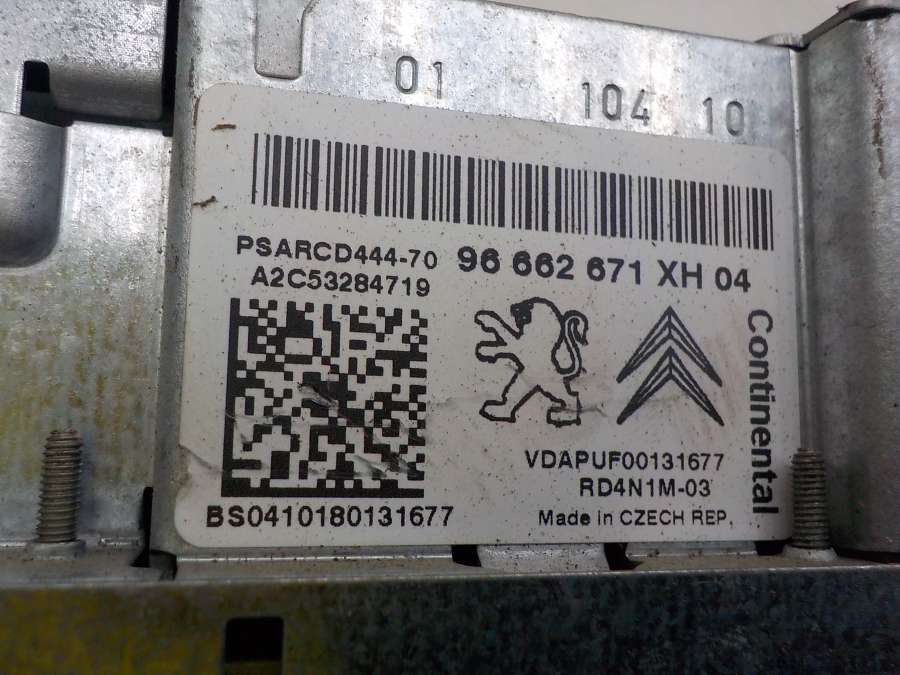 01 104 10
PSARCD444-70 96 662 671 XH 04
A2C53284719
Continental
VDAPUF00131677
RD4N1M-03
BS0410180131677
Made in CZECH REP.